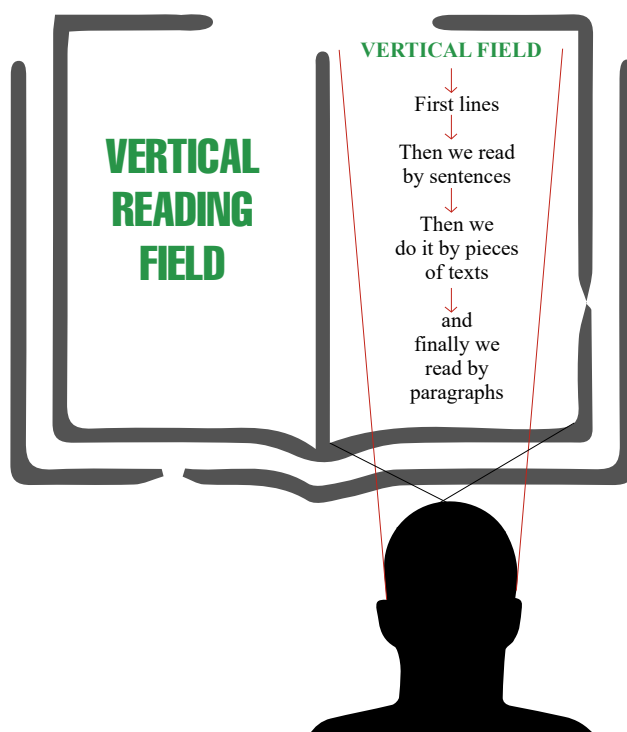 VERTICAL
READING
FIELD
VERTICAL FIELD
First lines
Then we read
by sentences
Then we
do it by pieces
of texts
and
finally we
read by
paragraphs